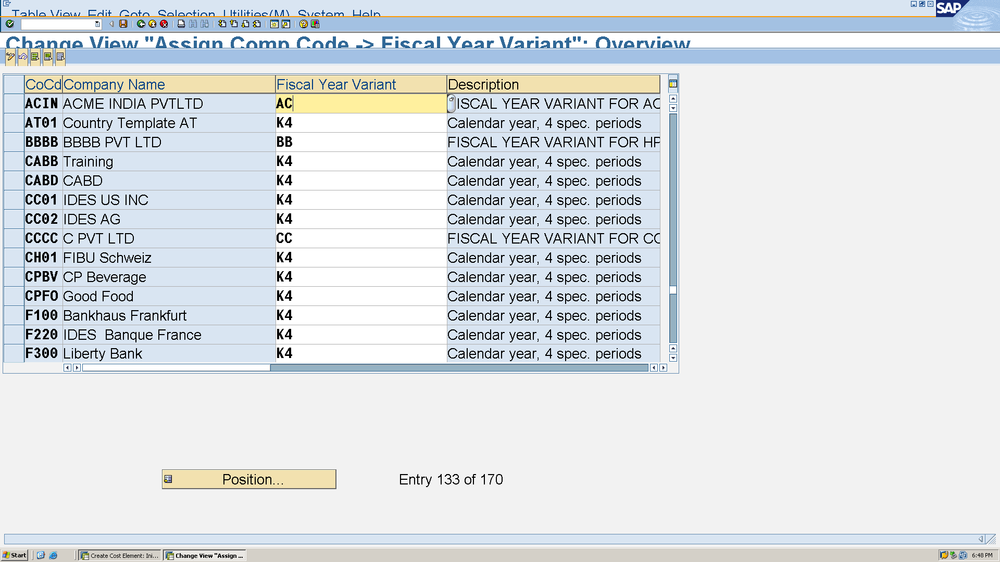 Table View Edit Goto Selection Utilities(M) System Help
SAP
Change View "Assign Comp.Code -> Fiscal Year Variant": Overview
CoCd Company Name Fiscal Year Variant Description
ACIN ACME INDIA PVTLTD AC ISCAL YEAR VARIANT FOR AC
AT01 Country Template AT K4 Calendar year, 4 spec. periods
BBBB BBBB PVT LTD BB FISCAL YEAR VARIANT FOR HP
CABB Training K4 Calendar year, 4 spec. periods
CABD CABD K4 Calendar year, 4 spec. periods
CC01 IDES US INC K4 Calendar year, 4 spec. periods
CC02 IDES AG K4 Calendar year, 4 spec. periods
CCCC C PVT LTD CC FISCAL YEAR VARIANT FOR CC
CH01 FIBU Schweiz K4 Calendar year, 4 spec. periods
CPBV CP Beverage K4 Calendar year, 4 spec. periods
CPFO Good Food K4 Calendar year, 4 spec. periods
F100 Bankhaus Frankfurt K4 Calendar year, 4 spec. periods
F220 IDES Banque France K4 Calendar year, 4 spec. periods
F300 Liberty Bank K4 Calendar year, 4 spec. periods
Position... Entry 133 of 170
Start Create Cost Element: Ini... Change View "Assign ... 6:48 PM